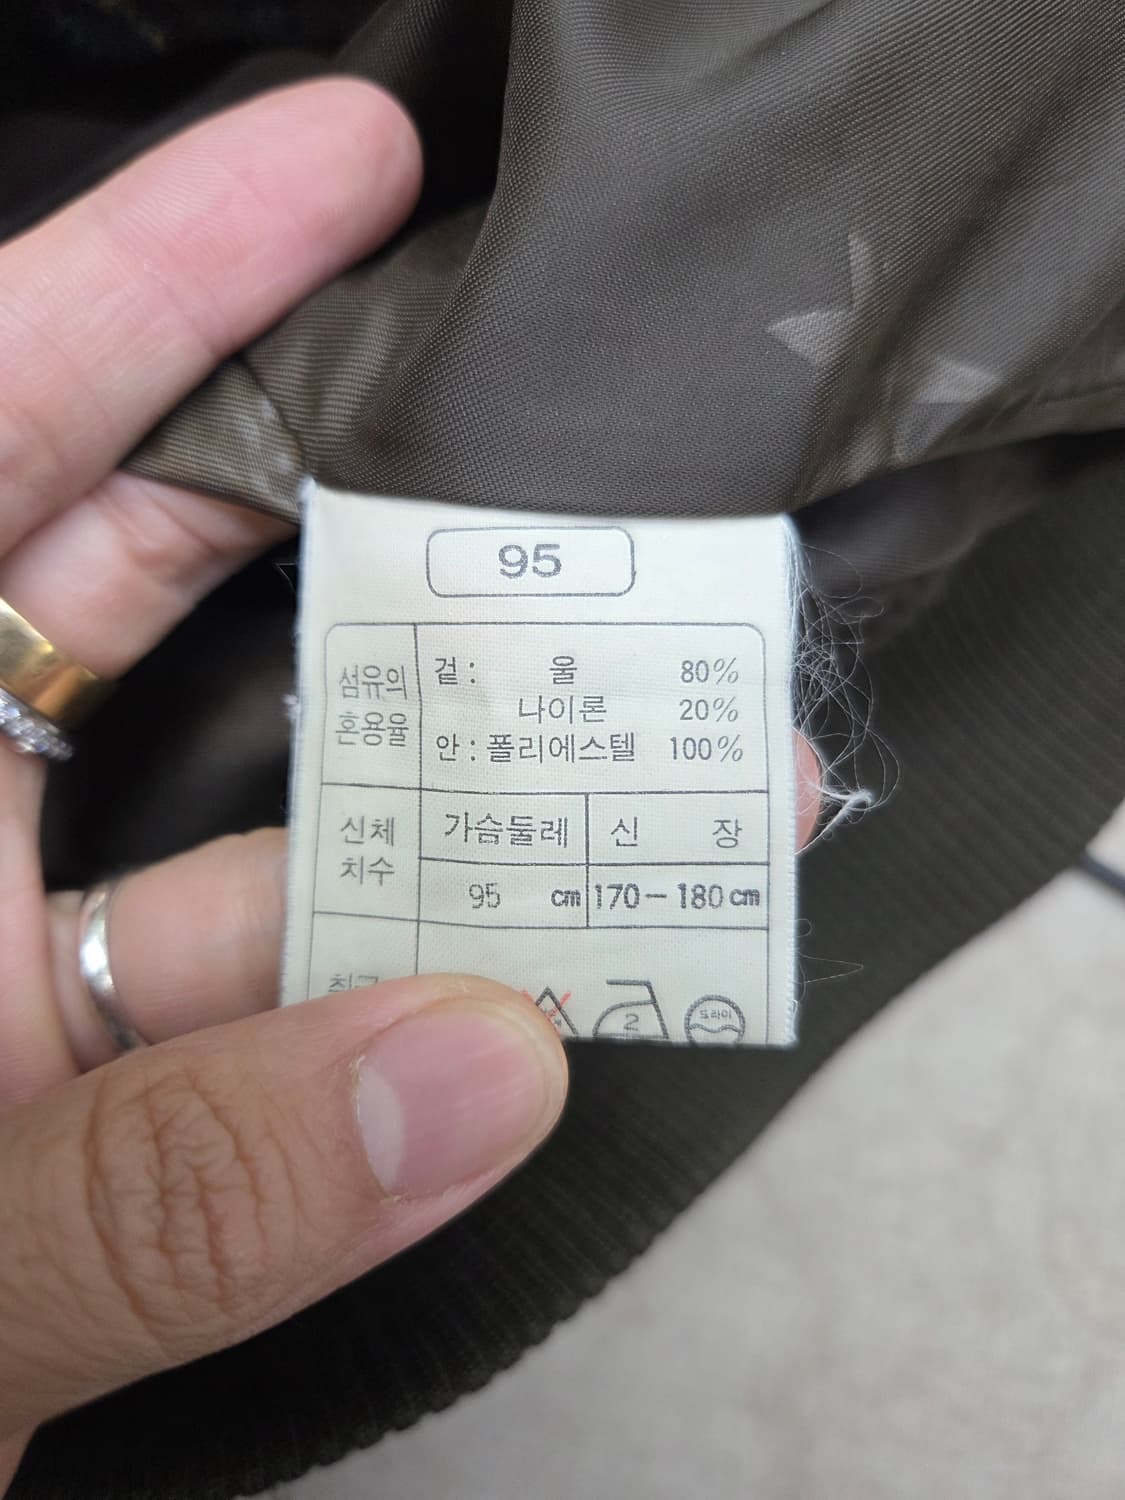 95
섬유의
혼용율
겉 : 울 80%
나이론 20%
안 : 폴리에스텔 100%
신체
치수
가슴둘레 신 장
95 cm 170 - 180 cm
2 드라이